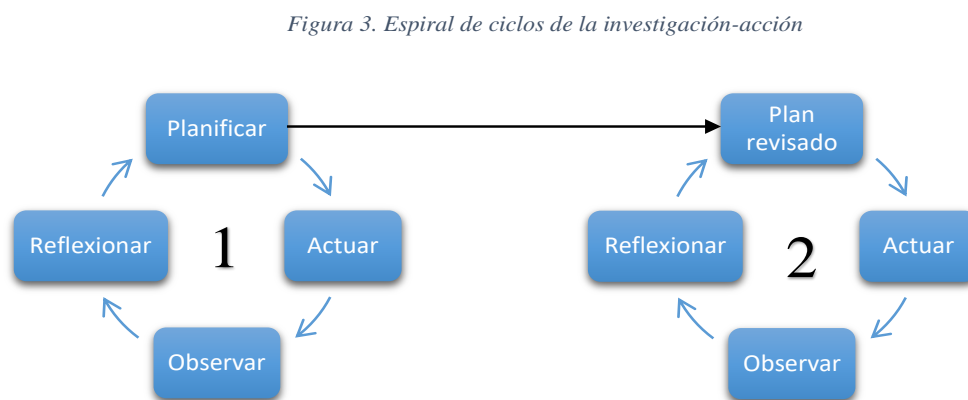 Figura 3. Espiral de ciclos de la investigación-acción
Planificar
Reflexionar
1
Actuar
Observar
Plan
revisado
Reflexionar
2
Actuar
Observar